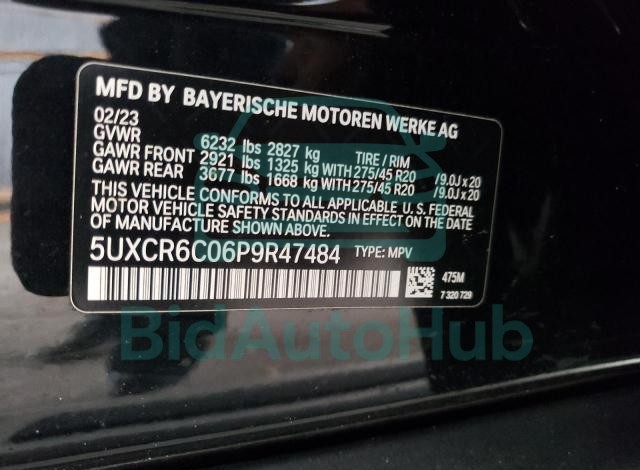 MFD BY BAYERISCHE MOTOREN WERKE AG
02/23
GVWR 6232 lbs 2827 kg TIRE / RIM
GAWR FRONT 2921 lbs 1325 kg WITH 275/45 R20 /9.0J x 20
GAWR REAR 3677 lbs 1668 kg WITH 275/45 R20 /9.0J x 20
THIS VEHICLE CONFORMS TO ALL APPLICABLE U. S. FEDERAL
MOTOR VEHICLE SAFETY STANDARDS IN EFFECT ON THE DATE
OF MANUFACTURE SHOWN ABOVE.
5UXCR6C06P9R47484 TYPE: MPV
475M
7 320 729
BidAutoHub